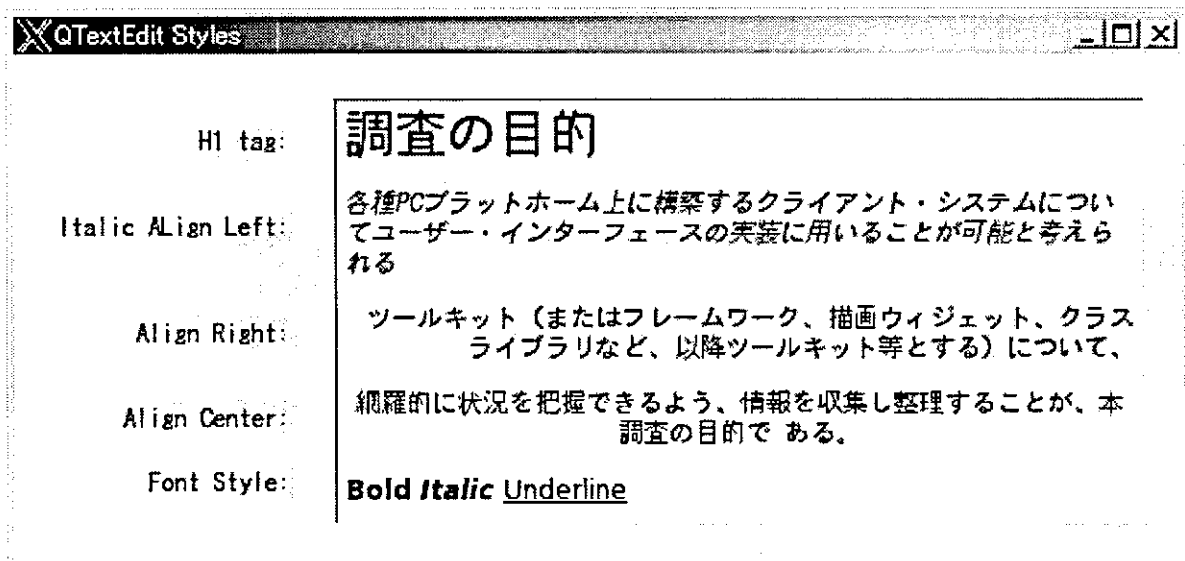 QTextEdit Styles
H1 tag:
調査の目的
Italic ALign Left:
各種PCプラットホーム上に構築するクライアント・システムについ
てユーザー・インターフェースの実装に用いることが可能と考えら
れる
Align Right:
ツールキット（またはフレームワーク、描画ウィジェット、クラス
ライブラリなど、以降ツールキット等とする）について、
Align Center:
網羅的に状況を把握できるよう、情報を収集し整理することが、本
調査の目的で ある。
Font Style:
Bold Italic Underline